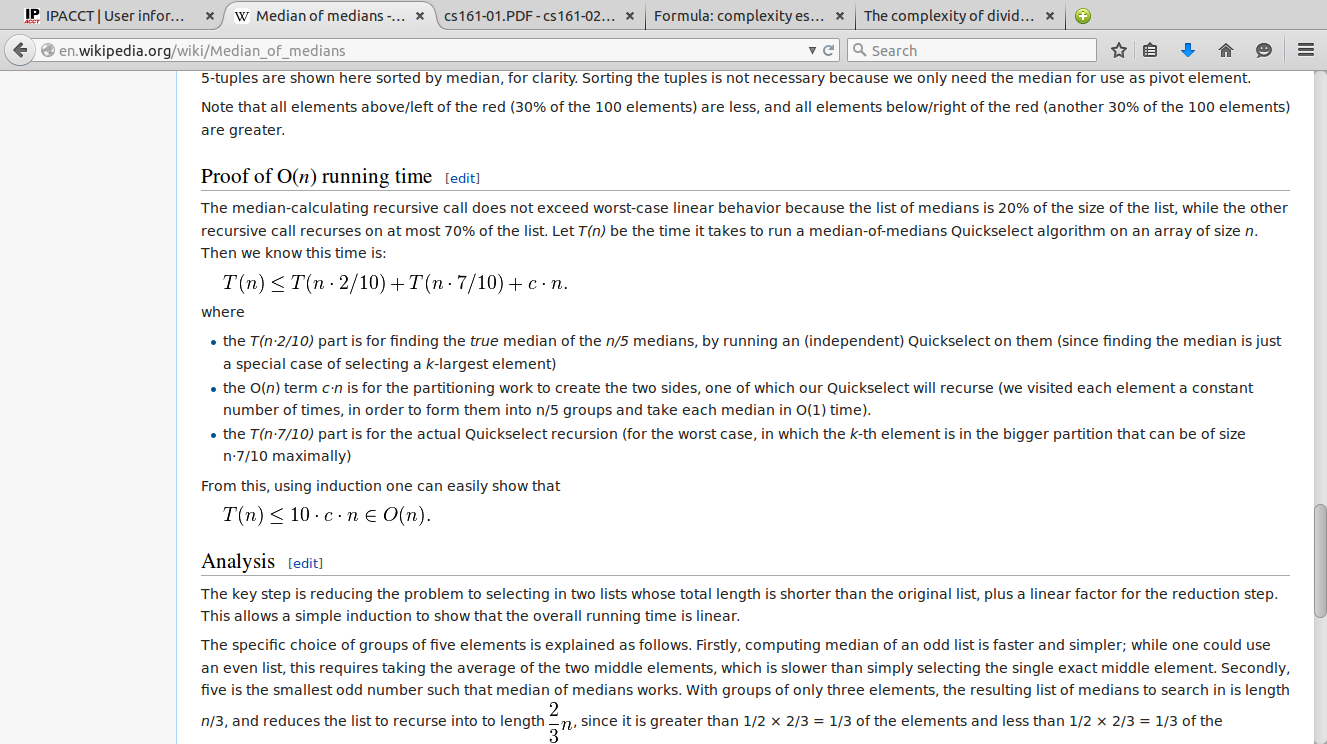 IPACCT | User infor...
Median of medians -...
cs161-01.PDF - cs161-02...
Formula: complexity es...
The complexity of divid...
en.wikipedia.org/wiki/Median_of_medians
Search
5-tuples are shown here sorted by median, for clarity. Sorting the tuples is not necessary because we only need the median for use as pivot element.
Note that all elements above/left of the red (30% of the 100 elements) are less, and all elements below/right of the red (another 30% of the 100 elements)
are greater.
Proof of O(n) running time [edit]
The median-calculating recursive call does not exceed worst-case linear behavior because the list of medians is 20% of the size of the list, while the other
recursive call recurses on at most 70% of the list. Let T(n) be the time it takes to run a median-of-medians Quickselect algorithm on an array of size n.
Then we know this time is:
T(n) ≤ T(n · 2/10) + T(n · 7/10) + c · n.
where
• the T(n·2/10) part is for finding the true median of the n/5 medians, by running an (independent) Quickselect on them (since finding the median is just
a special case of selecting a k-largest element)
• the O(n) term c·n is for the partitioning work to create the two sides, one of which our Quickselect will recurse (we visited each element a constant
number of times, in order to form them into n/5 groups and take each median in O(1) time).
• the T(n·7/10) part is for the actual Quickselect recursion (for the worst case, in which the k-th element is in the bigger partition that can be of size
n·7/10 maximally)
From this, using induction one can easily show that
T(n) ≤ 10 · c · n ∈ O(n).
Analysis [edit]
The key step is reducing the problem to selecting in two lists whose total length is shorter than the original list, plus a linear factor for the reduction step.
This allows a simple induction to show that the overall running time is linear.
The specific choice of groups of five elements is explained as follows. Firstly, computing median of an odd list is faster and simpler; while one could use
an even list, this requires taking the average of the two middle elements, which is slower than simply selecting the single exact middle element. Secondly,
five is the smallest odd number such that median of medians works. With groups of only three elements, the resulting list of medians to search in is length
n/3, and reduces the list to recurse into to length 2/3 n, since it is greater than 1/2 × 2/3 = 1/3 of the elements and less than 1/2 × 2/3 = 1/3 of the